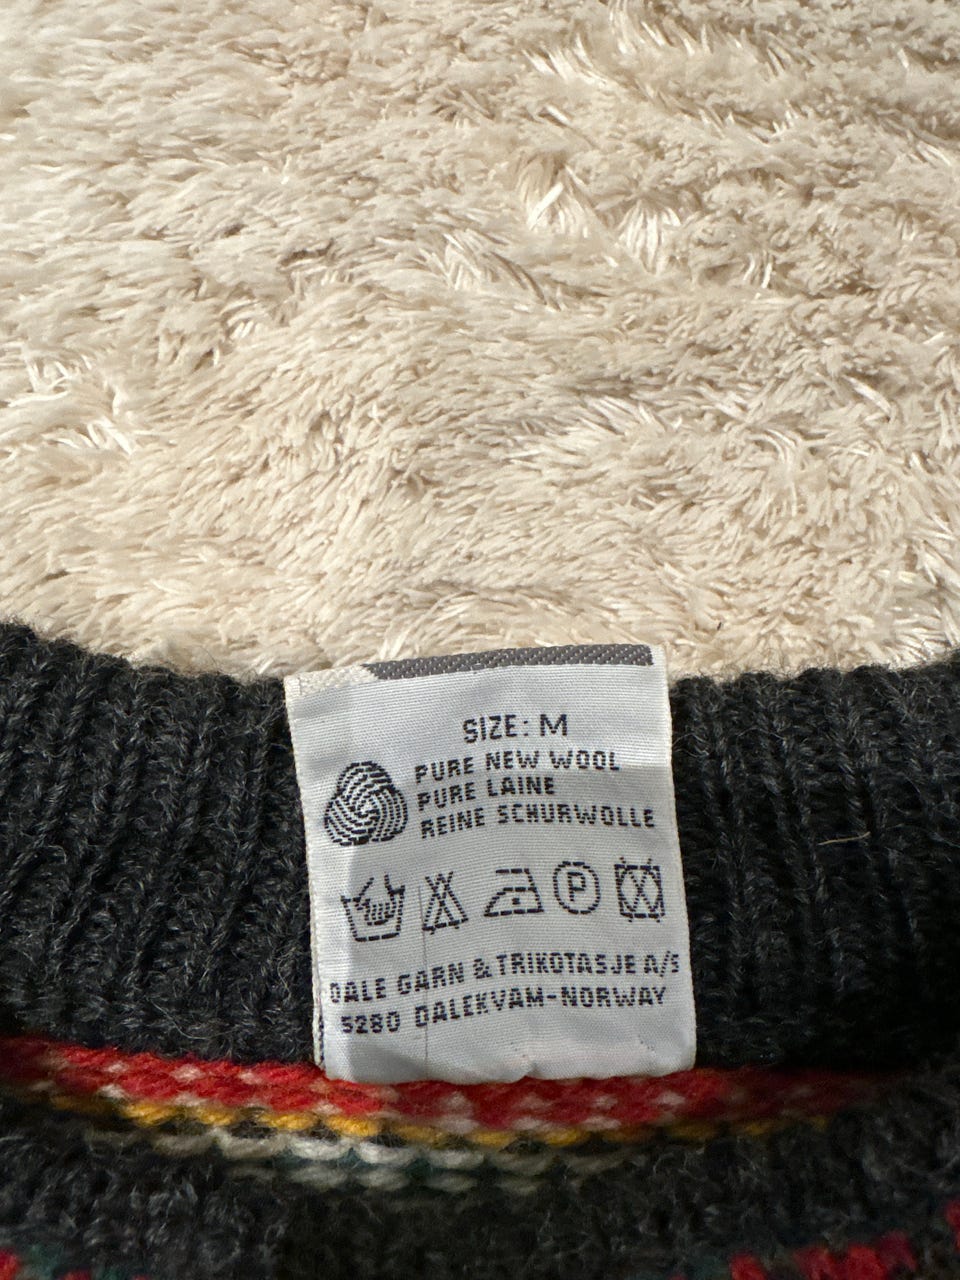 SIZE: M
PURE NEW WOOL
PURE LAINE
REINE SCHURWOLLE
P
DALE GARN & TRIKOTASJE A/S
5280 DALEKVAM-NORWAY